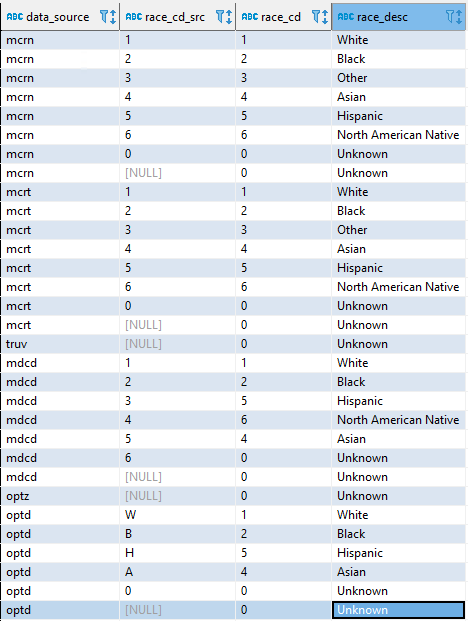 ABC data_source ABC race_cd_src ABC race_cd ABC race_desc
mcrn 1 1 White
mcrn 2 2 Black
mcrn 3 3 Other
mcrn 4 4 Asian
mcrn 5 5 Hispanic
mcrn 6 6 North American Native
mcrn 0 0 Unknown
mcrn [NULL] 0 Unknown
mcrt 1 1 White
mcrt 2 2 Black
mcrt 3 3 Other
mcrt 4 4 Asian
mcrt 5 5 Hispanic
mcrt 6 6 North American Native
mcrt 0 0 Unknown
mcrt [NULL] 0 Unknown
truv [NULL] 0 Unknown
mdcd 1 1 White
mdcd 2 2 Black
mdcd 3 5 Hispanic
mdcd 4 6 North American Native
mdcd 5 4 Asian
mdcd 6 0 Unknown
mdcd [NULL] 0 Unknown
optz [NULL] 0 Unknown
optd W 1 White
optd B 2 Black
optd H 5 Hispanic
optd A 4 Asian
optd 0 0 Unknown
optd [NULL] 0 Unknown